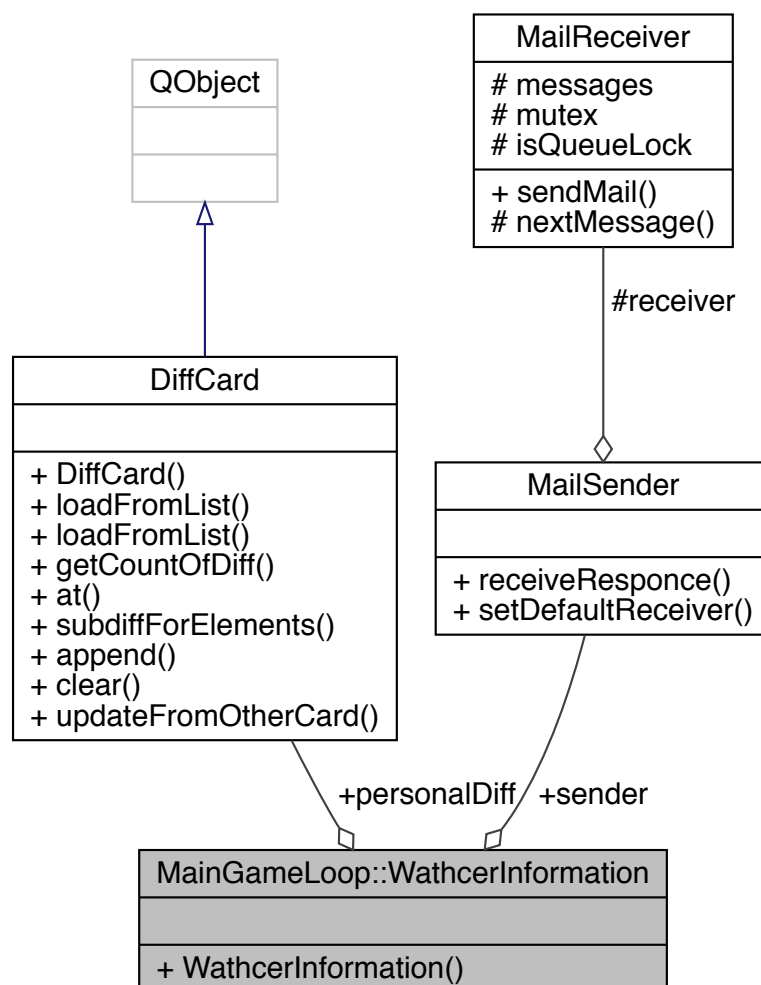 MailReceiver
# messages
# mutex
# isQueueLock
+ sendMail()
# nextMessage()
QObject
#receiver
DiffCard
+ DiffCard()
+ loadFromList()
+ loadFromList()
+ getCountOfDiff()
+ at()
+ subdiffForElements()
+ append()
+ clear()
+ updateFromOtherCard()
MailSender
+ receiveResponce()
+ setDefaultReceiver()
+personalDiff
+sender
MainGameLoop::WathcerInformation
+ WathcerInformation()